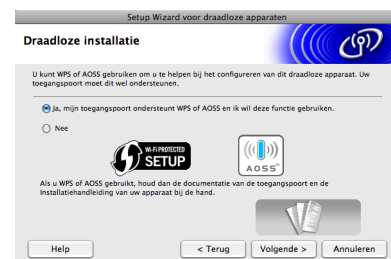 Setup Wizard voor draadloze apparaten
Draadloze installatie
U kunt WPS of AOSS gebruiken om u te helpen bij het configureren van dit draadloze apparaat. Uw
toegangspoort moet dit wel ondersteunen.
Ja, mijn toegangspoort ondersteunt WPS of AOSS en ik wil deze functie gebruiken.
Nee
Wi-Fi PROTECTED
SETUP
AOSS™
Als u WPS of AOSS gebruikt, houd dan de documentatie van de toegangspoort en de
Installatiehandleiding van uw apparaat bij de hand.
Help
< Terug
Volgende >
Annuleren